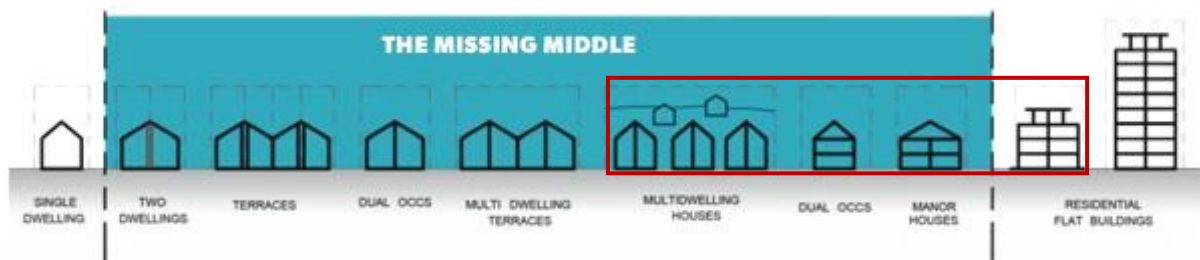 THE MISSING MIDDLE
SINGLE
DWELLING
TWO
DWELLINGS
TERRACES
DUAL OCCS
MULTI DWELLING
TERRACES
MULTIDWELLING
HOUSES
DUAL OCCS
MANOR
HOUSES
RESIDENTIAL
FLAT BUILDINGS